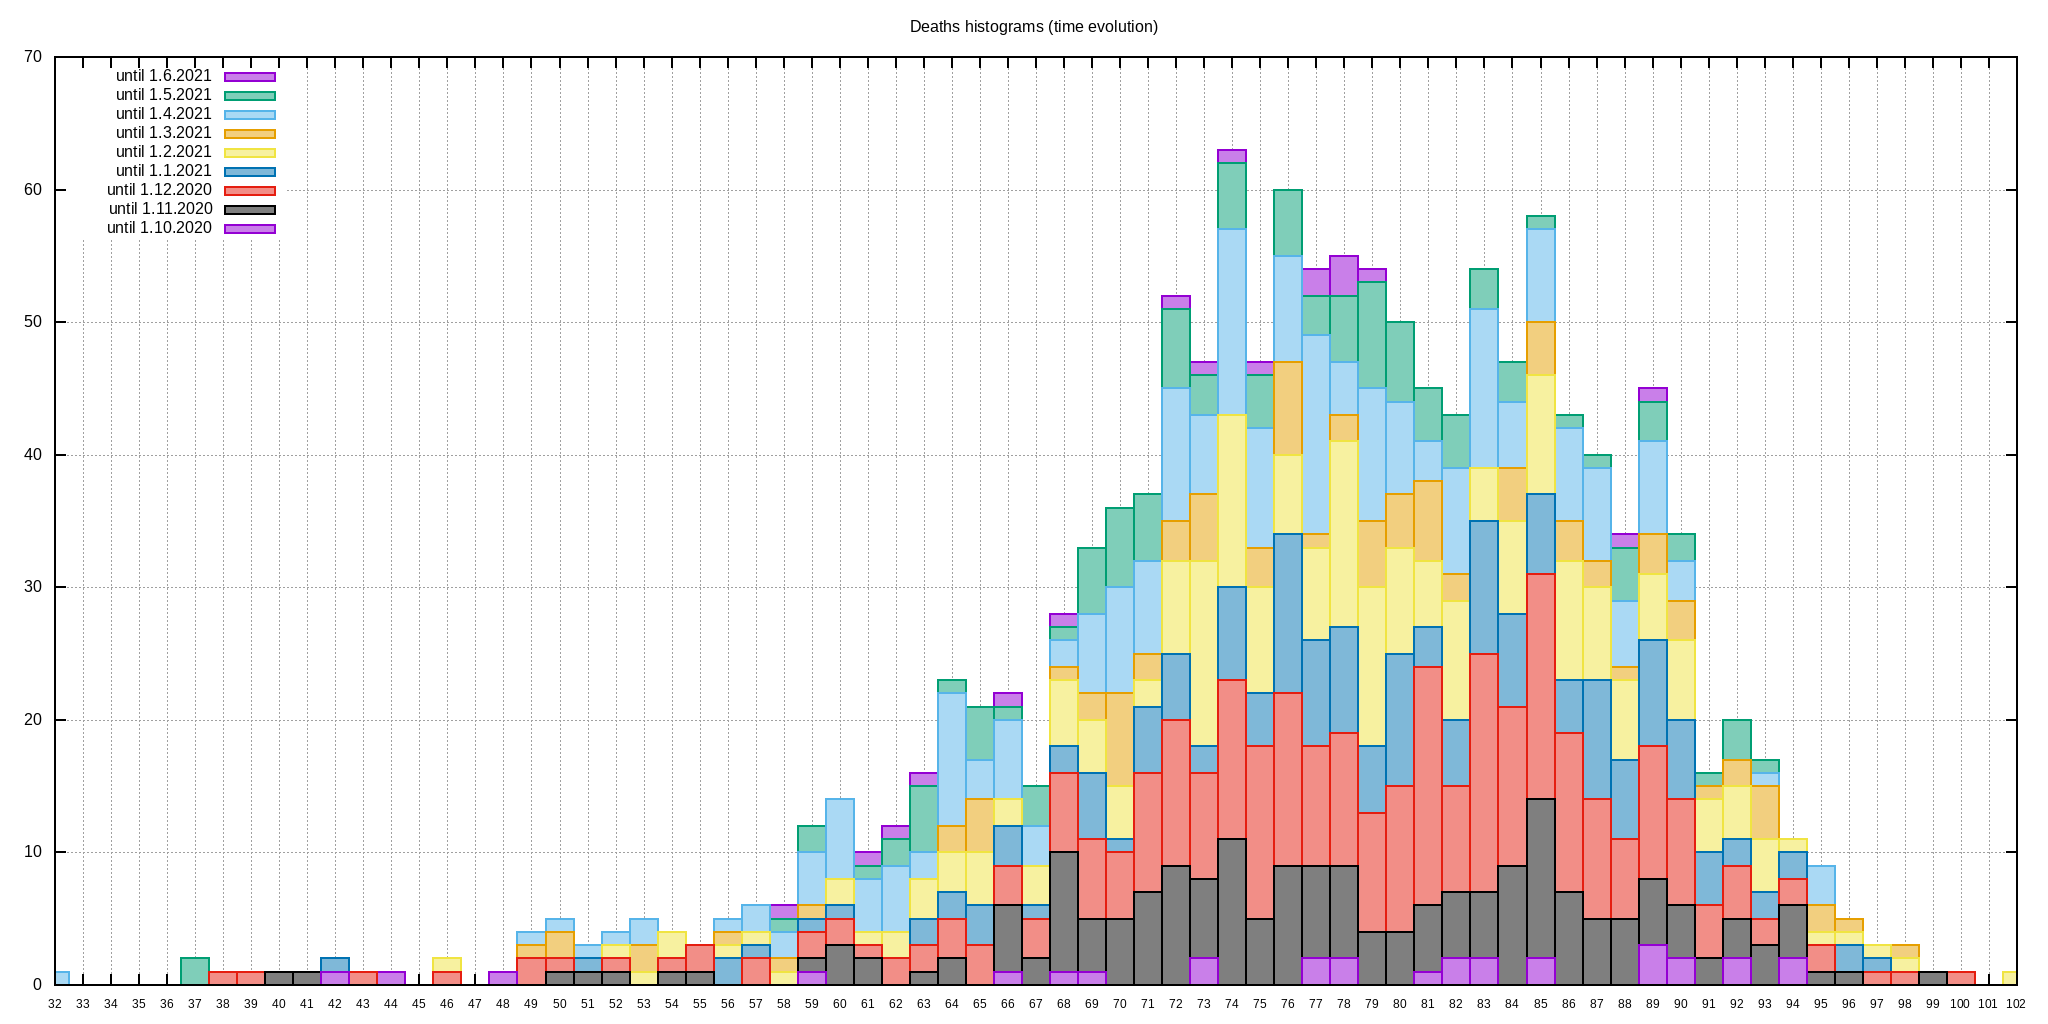 Deaths histograms (time evolution)
70
until 1.6.2021
until 1.5.2021
until 1.4.2021
until 1.3.2021
until 1.2.2021
until 1.1.2021
until 1.12.2020
until 1.11.2020
until 1.10.2020
60
50
40
30
20
10
0
32 33 34 35 36 37 38 39 40 41 42 43 44 45 46 47 48 49 50 51 52 53 54 55 56 57 58 59 60 61 62 63 64 65 66 67 68 69 70 71 72 73 74 75 76 77 78 79 80 81 82 83 84 85 86 87 88 89 90 91 92 93 94 95 96 97 98 99 100 101 102